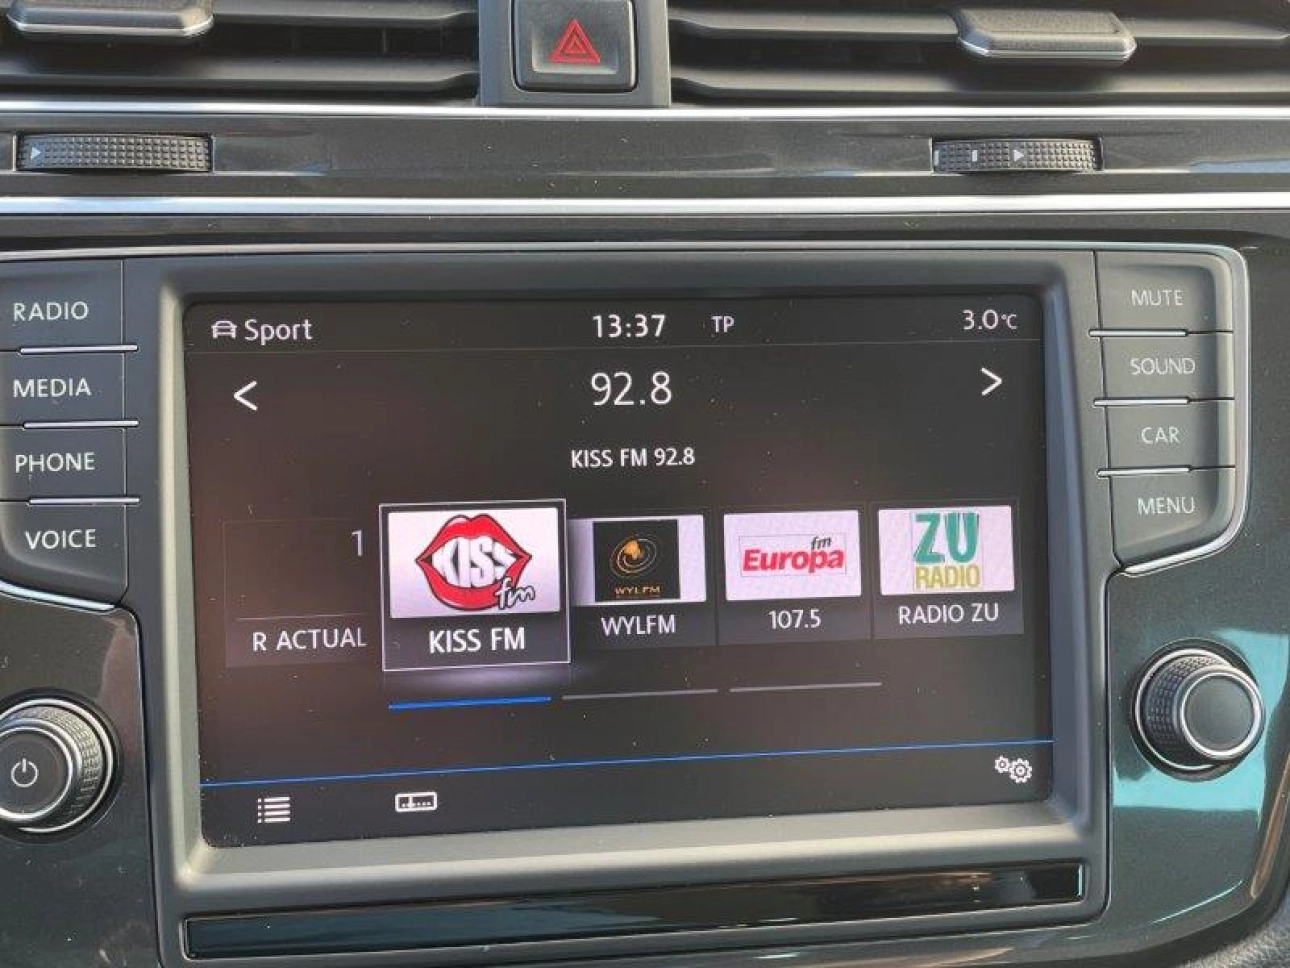 RADIO
MEDIA
PHONE
VOICE
Sport
13:37
TP
3.0°C
<
92.8
>
KISS FM 92.8
1
R ACTUAL
KISS
fm
KISS FM
WYLFM
WYLFM
Europa fm
107.5
ZU
RADIO
RADIO ZU
MUTE
SOUND
CAR
MENU